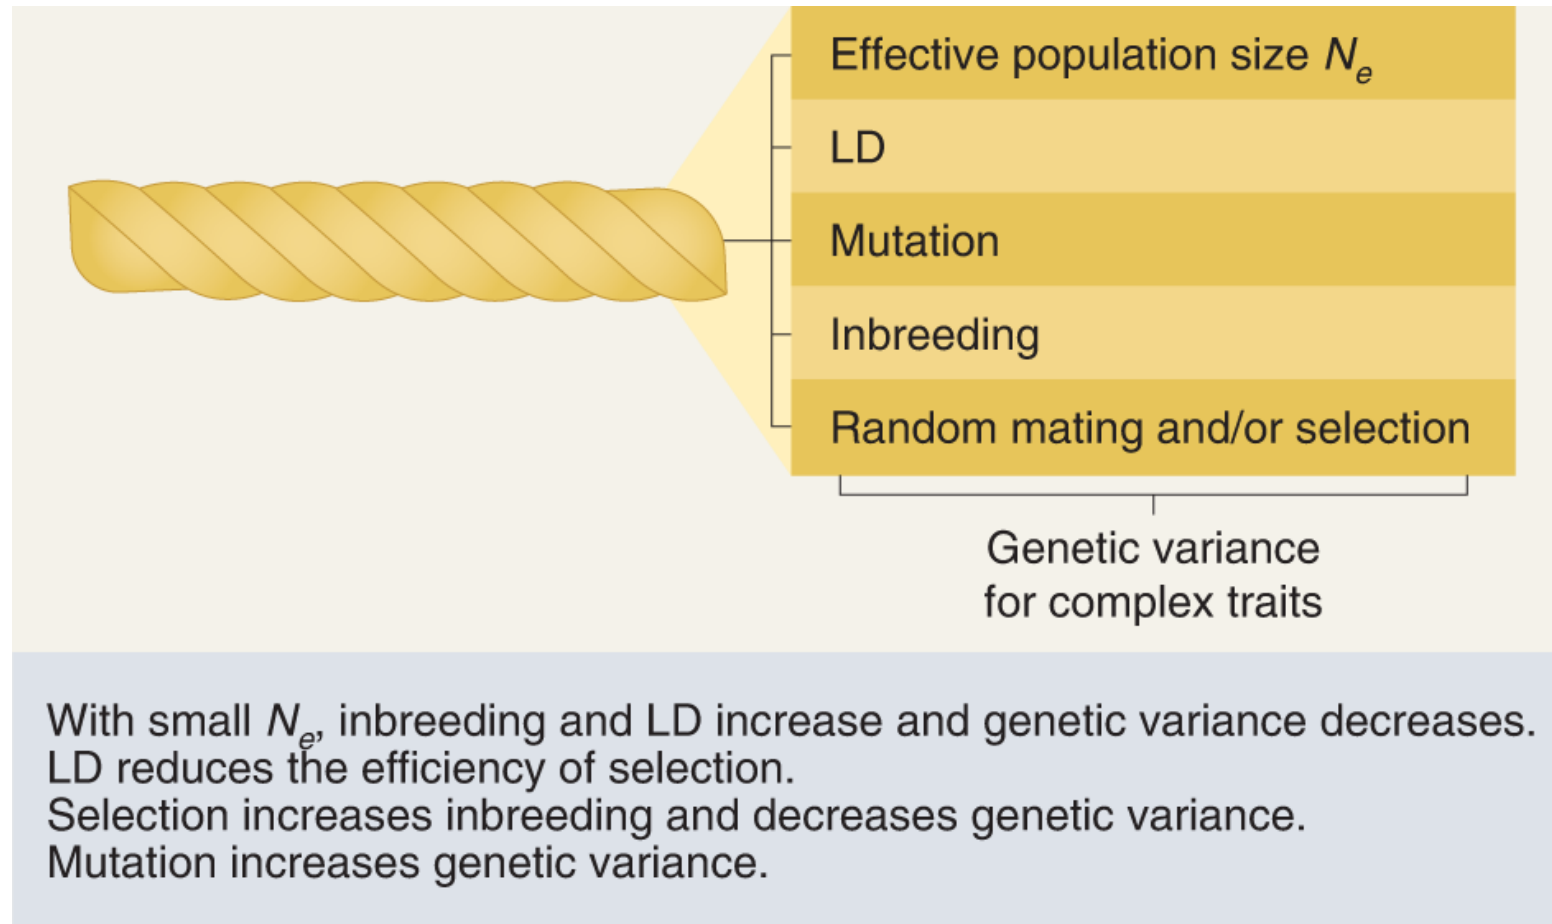 Effective population size Ne
LD
Mutation
Inbreeding
Random mating and/or selection
Genetic variance
for complex traits
With small Ne, inbreeding and LD increase and genetic variance decreases.
LD reduces the efficiency of selection.
Selection increases inbreeding and decreases genetic variance.
Mutation increases genetic variance.